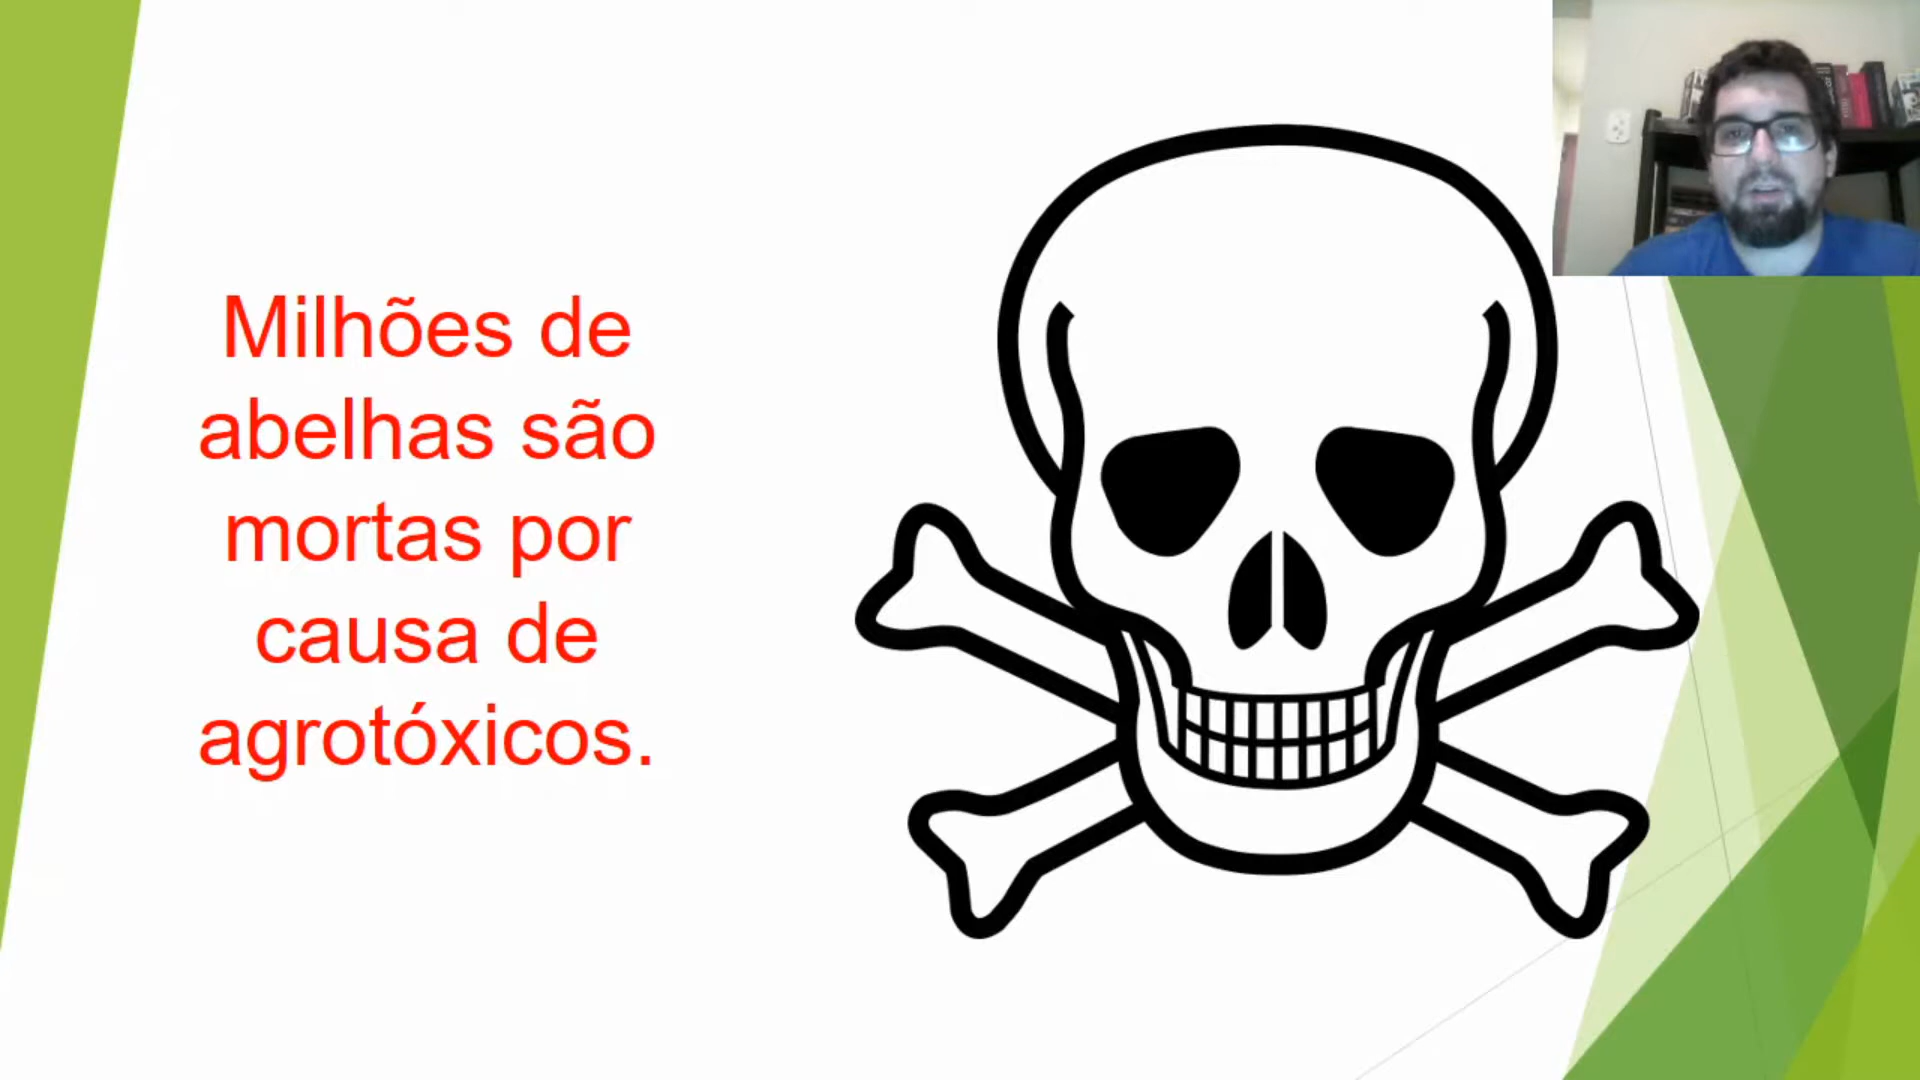 Milhões de
abelhas são
mortas por
causa de
agrotóxicos.